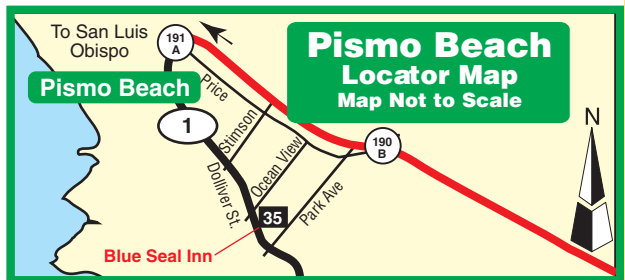 To San Luis
Obispo
191
A
Pismo Beach
Locator Map
Map Not to Scale
Pismo Beach
Price
1
Stimson
190
B
N
Dolliver St.
Ocean View
Park Ave
35
Blue Seal Inn